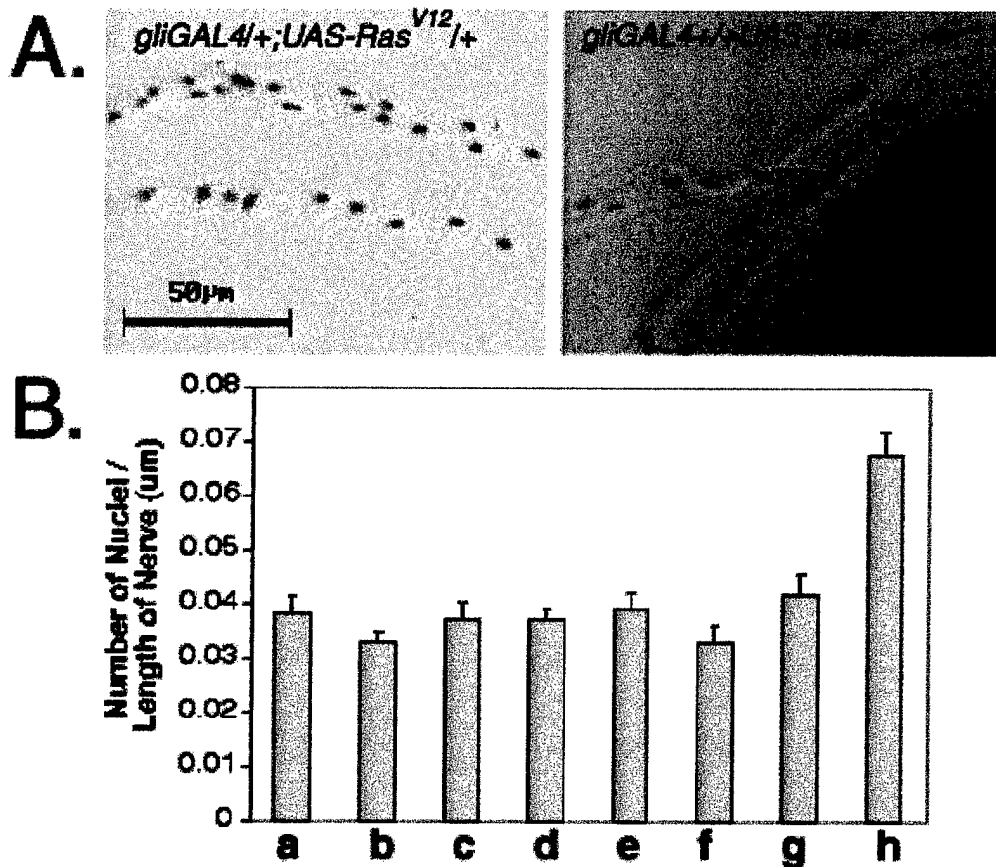 A.
gliGAL4/+;UAS-Ras^V12/+
50µm
B.
Number of Nuclei /
Length of Nerve (um)
0.08
0.07
0.06
0.05
0.04
0.03
0.02
0.01
0
a b c d e f g h